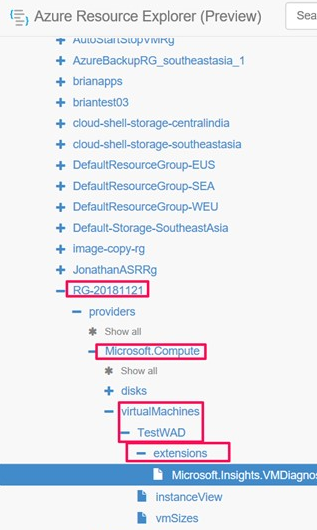 Azure Resource Explorer (Preview)
Sea
AutoStartStopVMRg
AzureBackupRG_southeastasia_1
brianapps
briantest03
cloud-shell-storage-centralindia
cloud-shell-storage-southeastasia
DefaultResourceGroup-EUS
DefaultResourceGroup-SEA
DefaultResourceGroup-WEU
Default-Storage-SoutheastAsia
image-copy-rg
JonathanASRRg
RG-20181121
providers
Show all
Microsoft.Compute
Show all
disks
virtualMachines
TestWAD
extensions
Microsoft.Insights.VMDiagnos
instanceView
vmSizes